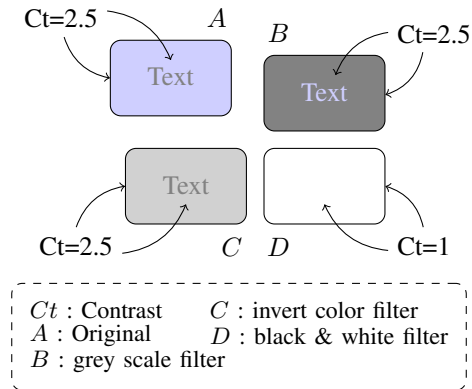 Ct=2.5 A B Ct=2.5
Text Text
Text
Ct=2.5 C D Ct=1
Ct : Contrast C : invert color filter
A : Original D : black & white filter
B : grey scale filter